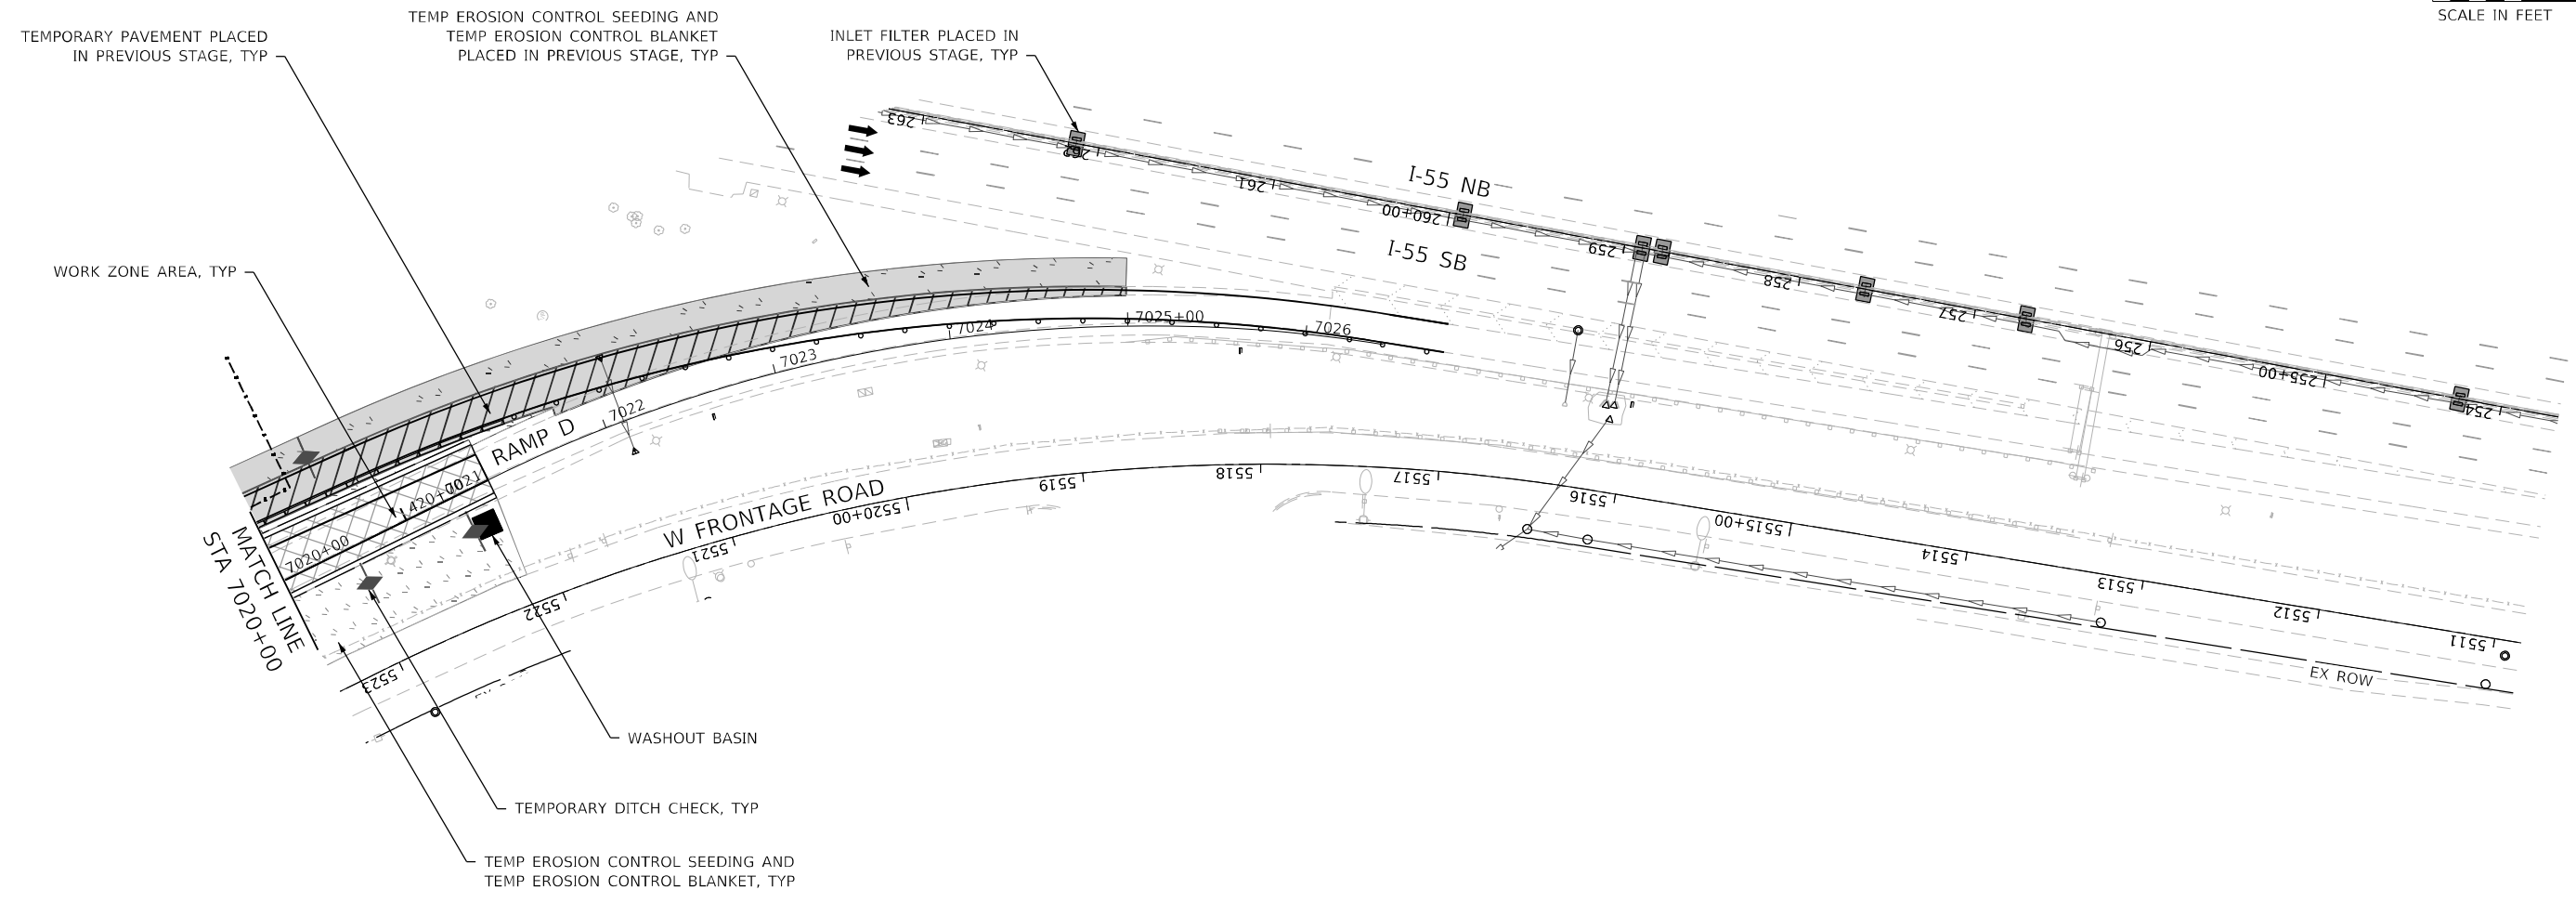 SCALE IN FEET
TEMPORARY PAVEMENT PLACED
IN PREVIOUS STAGE, TYP
TEMP EROSION CONTROL SEEDING AND
TEMP EROSION CONTROL BLANKET
PLACED IN PREVIOUS STAGE, TYP
INLET FILTER PLACED IN
PREVIOUS STAGE, TYP
WORK ZONE AREA, TYP
263
262
261
260+00
259
258
257
256
255+00
254
I-55 NB
I-55 SB
7020+00
1420+00
7021
7022
7023
7024
7025+00
7026
RAMP D
W FRONTAGE ROAD
MATCH LINE
STA 7020+00
5523
5522
5521
5520+00
5519
5518
5517
5516
5515+00
5514
5513
5512
5511
EX ROW
WASHOUT BASIN
TEMPORARY DITCH CHECK, TYP
TEMP EROSION CONTROL SEEDING AND
TEMP EROSION CONTROL BLANKET, TYP